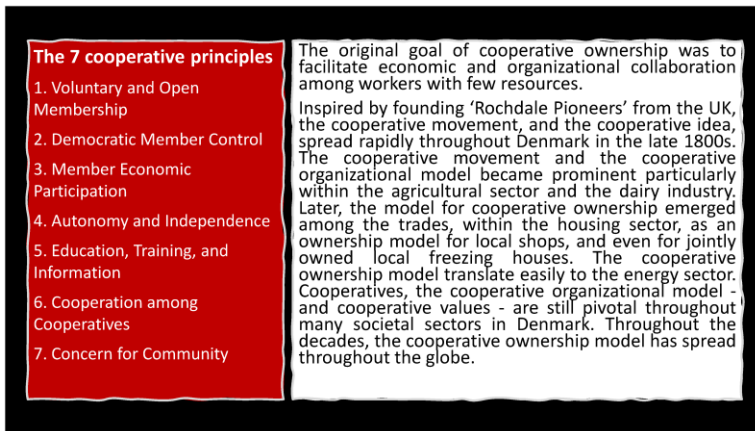 The 7 cooperative principles
1. Voluntary and Open
Membership
2. Democratic Member Control
3. Member Economic
Participation
4. Autonomy and Independence
5. Education, Training, and
Information
6. Cooperation among
Cooperatives
7. Concern for Community
The original goal of cooperative ownership was to
facilitate economic and organizational collaboration
among workers with few resources.
Inspired by founding ‘Rochdale Pioneers’ from the UK,
the cooperative movement, and the cooperative idea,
spread rapidly throughout Denmark in the late 1800s.
The cooperative movement and the cooperative
organizational model became prominent particularly
within the agricultural sector and the dairy industry.
Later, the model for cooperative ownership emerged
among the trades, within the housing sector, as an
ownership model for local shops, and even for jointly
owned local freezing houses. The cooperative
ownership model translate easily to the energy sector.
Cooperatives, the cooperative organizational model -
and cooperative values - are still pivotal throughout
many societal sectors in Denmark. Throughout the
decades, the cooperative ownership model has spread
throughout the globe.